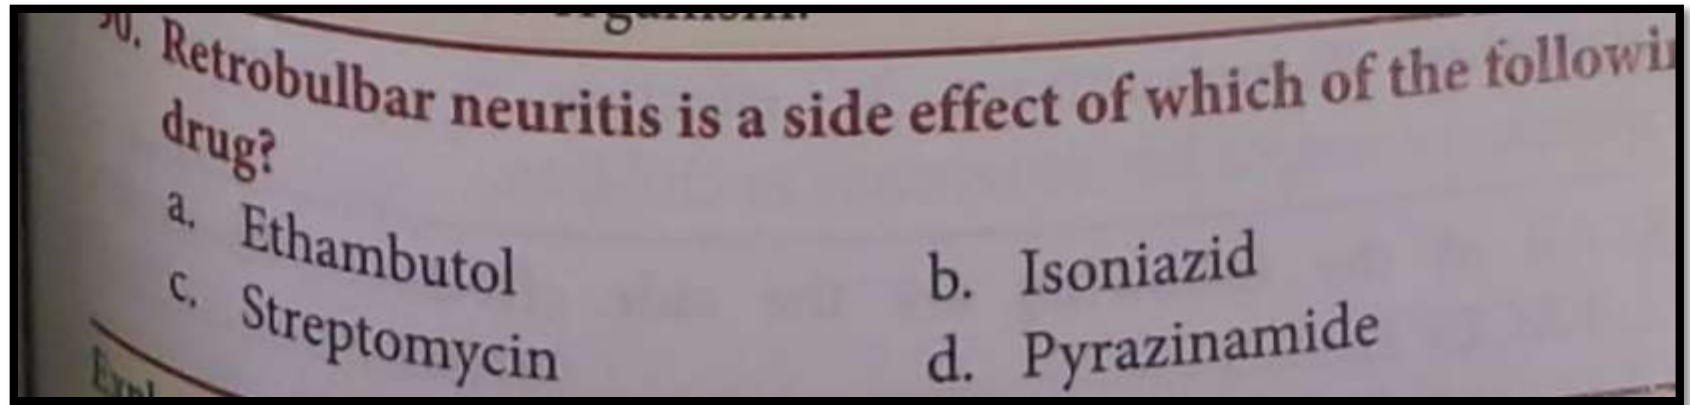 Retrobulbar neuritis is a side effect of which of the
drug?
a. Ethambutol
b. Isoniazid
c. Streptomycin
d. Pyrazinamide